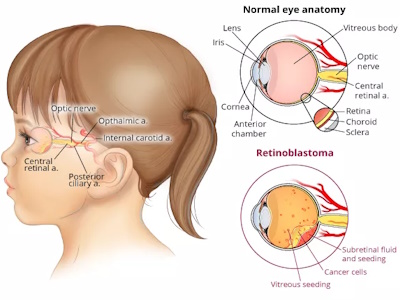 Normal eye anatomy
Lens
Iris
Vitreous body
Optic
nerve
Central
retinal a.
Cornea
Anterior
chamber
Retina
Choroid
Sclera
Optic nerve
Opthalmic a.
Internal carotid a.
Central
retinal a.
Posterior
ciliary a.
Retinoblastoma
Subretinal fluid
and seeding
Cancer cells
Vitreous seeding